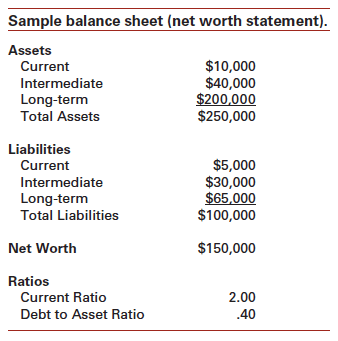 Sample balance sheet (net worth statement).
Assets
Current $10,000
Intermediate $40,000
Long-term $200,000
Total Assets $250,000
Liabilities
Current $5,000
Intermediate $30,000
Long-term $65,000
Total Liabilities $100,000
Net Worth $150,000
Ratios
Current Ratio 2.00
Debt to Asset Ratio .40